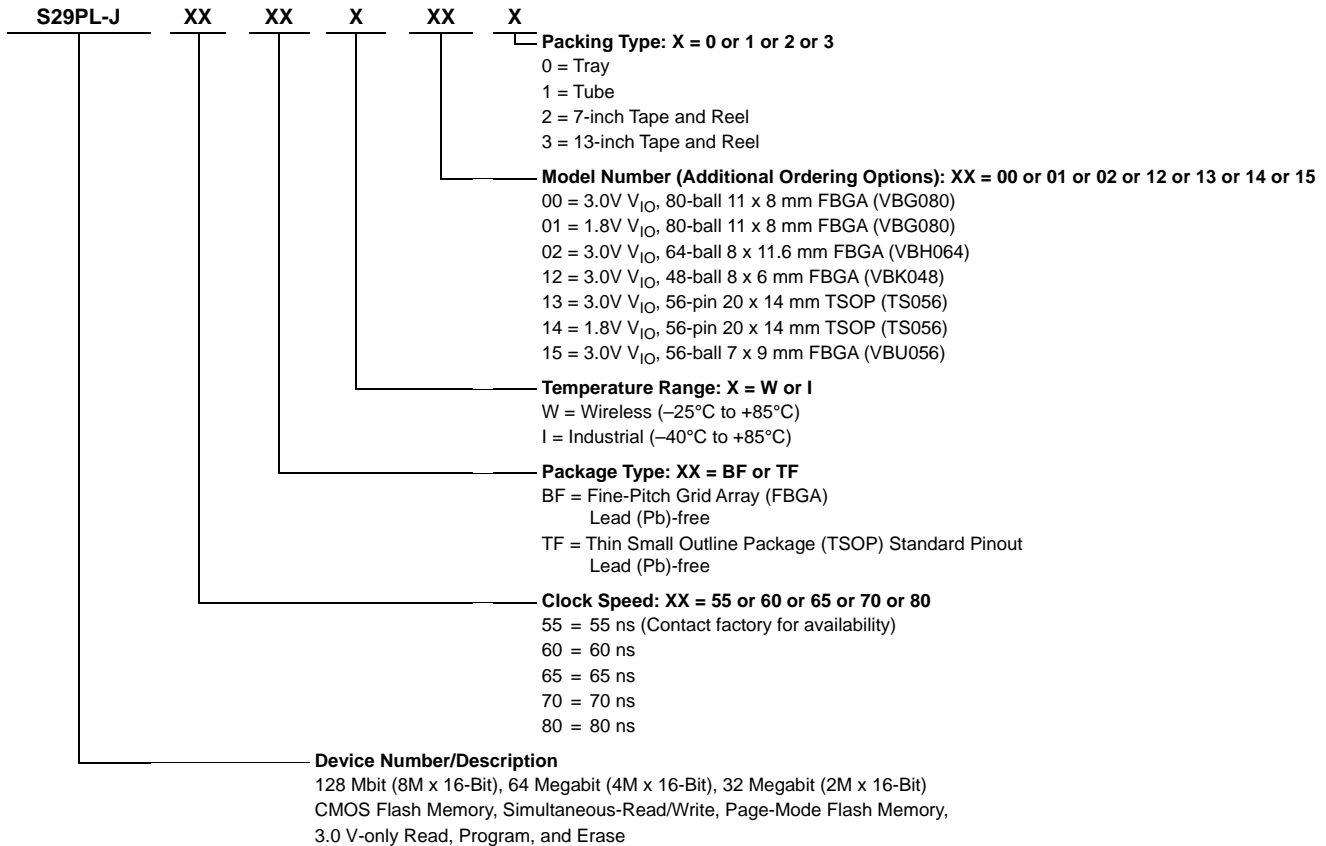 S29PL-J XX XX X XX X
Packing Type: X = 0 or 1 or 2 or 3
0 = Tray
1 = Tube
2 = 7-inch Tape and Reel
3 = 13-inch Tape and Reel
Model Number (Additional Ordering Options): XX = 00 or 01 or 02 or 12 or 13 or 14 or 15
00 = 3.0V VIO, 80-ball 11 x 8 mm FBGA (VBG080)
01 = 1.8V VIO, 80-ball 11 x 8 mm FBGA (VBG080)
02 = 3.0V VIO, 64-ball 8 x 11.6 mm FBGA (VBH064)
12 = 3.0V VIO, 48-ball 8 x 6 mm FBGA (VBK048)
13 = 3.0V VIO, 56-pin 20 x 14 mm TSOP (TS056)
14 = 1.8V VIO, 56-pin 20 x 14 mm TSOP (TS056)
15 = 3.0V VIO, 56-ball 7 x 9 mm FBGA (VBU056)
Temperature Range: X = W or I
W = Wireless (–25°C to +85°C)
I = Industrial (–40°C to +85°C)
Package Type: XX = BF or TF
BF = Fine-Pitch Grid Array (FBGA)
Lead (Pb)-free
TF = Thin Small Outline Package (TSOP) Standard Pinout
Lead (Pb)-free
Clock Speed: XX = 55 or 60 or 65 or 70 or 80
55 = 55 ns (Contact factory for availability)
60 = 60 ns
65 = 65 ns
70 = 70 ns
80 = 80 ns
Device Number/Description
128 Mbit (8M x 16-Bit), 64 Megabit (4M x 16-Bit), 32 Megabit (2M x 16-Bit)
CMOS Flash Memory, Simultaneous-Read/Write, Page-Mode Flash Memory,
3.0 V-only Read, Program, and Erase